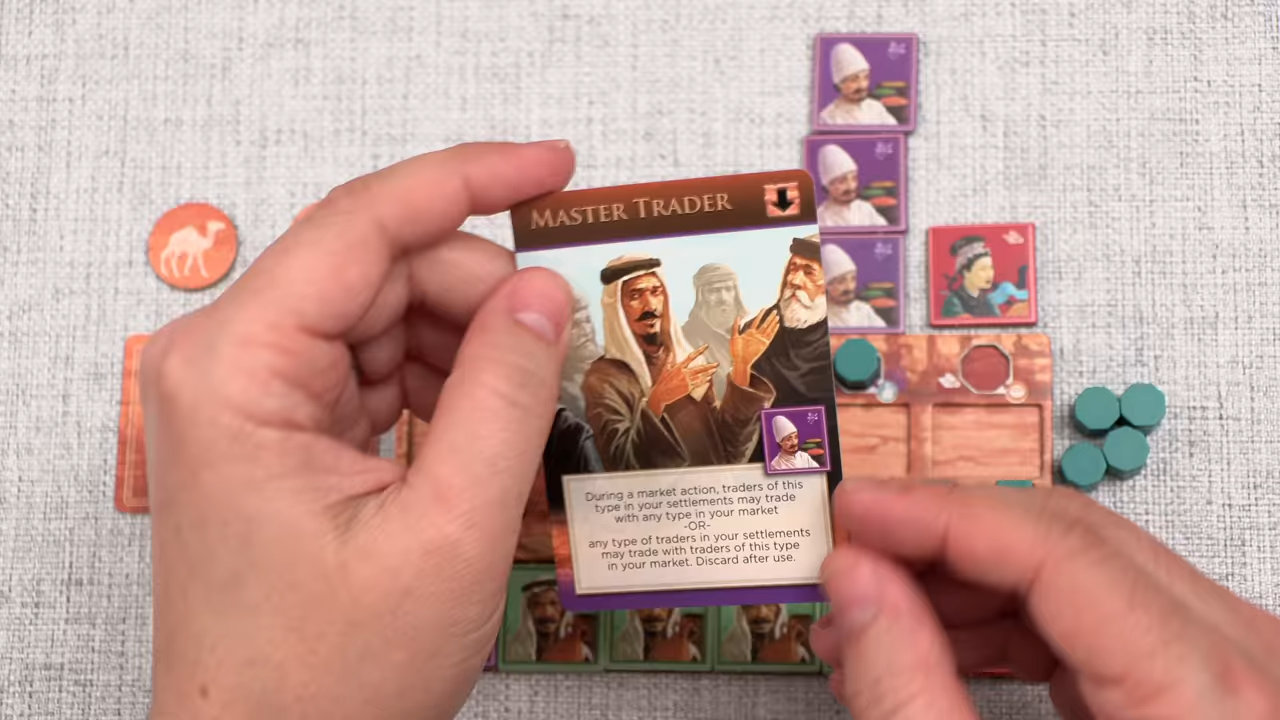 MASTER TRADER
During a market action, traders of this
type in your settlements may trade
with any type in your market
-OR-
any type of traders in your settlements
may trade with traders of this type
in your market. Discard after use.